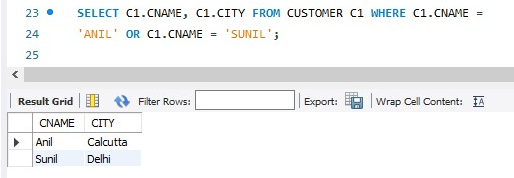 23 SELECT C1.CNAME, C1.CITY FROM CUSTOMER C1 WHERE C1.CNAME =
24 'ANIL' OR C1.CNAME = 'SUNIL';
25
Result Grid Filter Rows: Export: Wrap Cell Content: IA
CNAME CITY
Anil Calcutta
Sunil Delhi